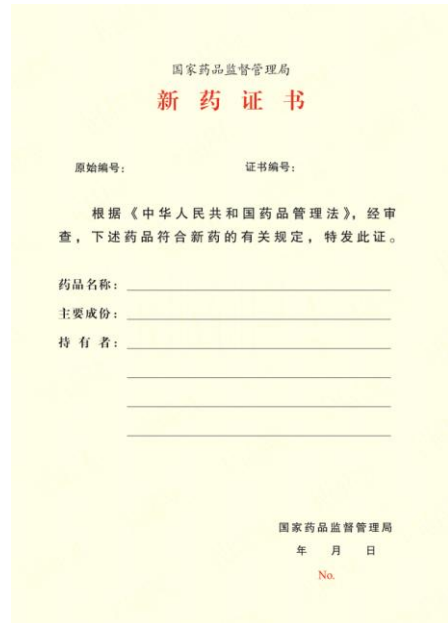 国家药品监督管理局
新药证书
原始编号：　证书编号：
根据《中华人民共和国药品管理法》，经审
查，下述药品符合新药的有关规定，特发此证。
药品名称：
主要成份：
持有者：
国家药品监督管理局
年　月　日
No.